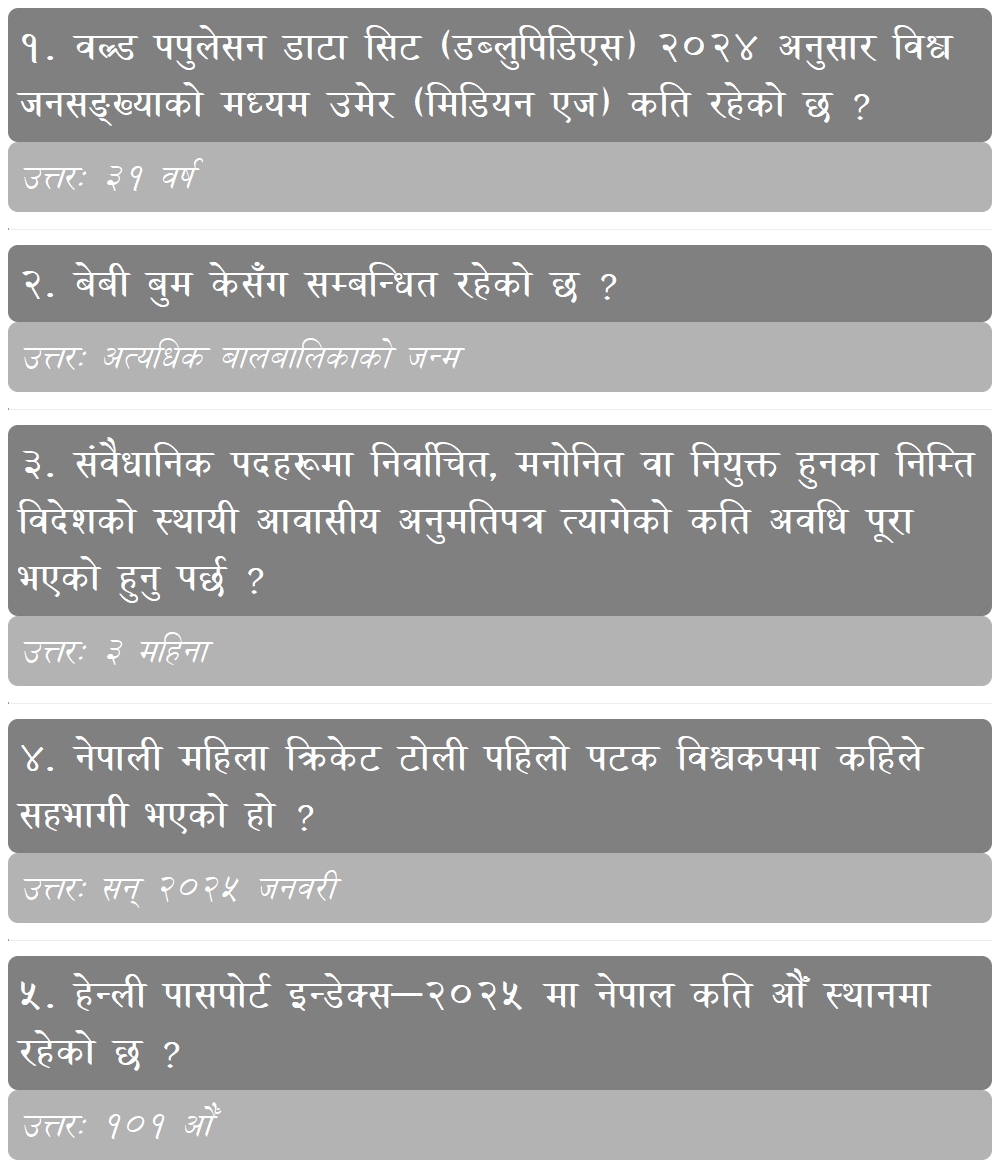 १. वर्ल्ड पपुलेसन डाटा सिट (डब्लुपिडिएस) २०२४ अनुसार विश्व
जनसङ्ख्याको मध्यम उमेर (मिडियन एज) कति रहेको छ ?
उत्तरः ३१ वर्ष
२. बेबी बुम केसँग सम्बन्धित रहेको छ ?
उत्तरः अत्यधिक बालबालिकाको जन्म
३. संवैधानिक पदहरूमा निर्वाचित, मनोनित वा नियुक्त हुनका निम्ति
विदेशको स्थायी आवासीय अनुमतिपत्र त्यागेको कति अवधि पूरा
भएको हुनु पर्छ ?
उत्तरः ३ महिना
४. नेपाली महिला क्रिकेट टोली पहिलो पटक विश्वकपमा कहिले
सहभागी भएको हो ?
उत्तरः सन् २०२५ जनवरी
५. हेन्ली पासपोर्ट इन्डेक्स—२०२५ मा नेपाल कति औँ स्थानमा
रहेको छ ?
उत्तरः १०१ औँ